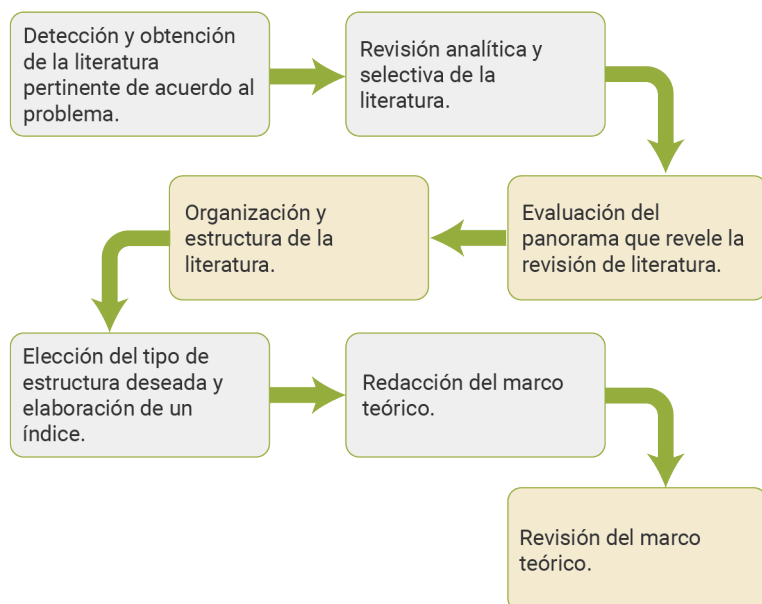 Detección y obtención
de la literatura
pertinente de acuerdo al
problema.
Revisión analítica y
selectiva de la
literatura.
Evaluación del
panorama que revele la
revisión de literatura.
Organización y
estructura de la
literatura.
Elección del tipo de
estructura deseada y
elaboración de un
índice.
Redacción del marco
teórico.
Revisión del marco
teórico.